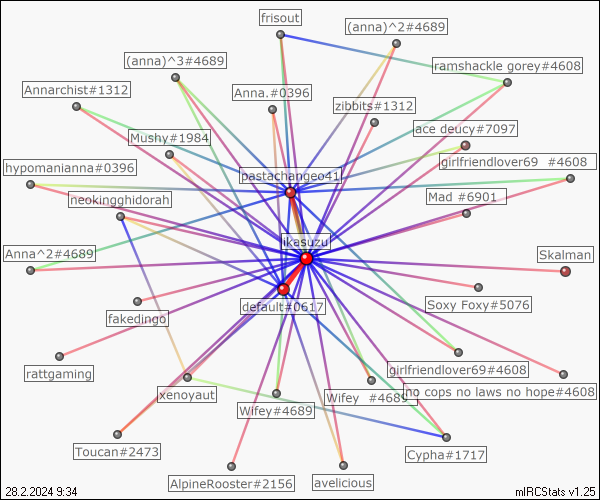 frisout
(anna)^2#4689
(anna)^3#4689
ramshackle gorey#4608
Annarchist#1312
Anna.#0396
zibbits#1312
Mushy#1984
ace deucy#7097
hypomanianna#0396
pastachangeo41
girlfriendlover69 #4608
neokingghidorah
Mad #6901
ikasuzu
Anna^2#4689
Skalman
fakedingo
default#0617
Soxy Foxy#5076
rattgaming
girlfriendlover69#4608
xenoyaut
Wifey#4689
Wifey #4689
no cops no laws no hope#4608
Toucan#2473
Cypha#1717
AlpineRooster#2156
avelicious
28.2.2024 9:34
mIRCStats v1.25